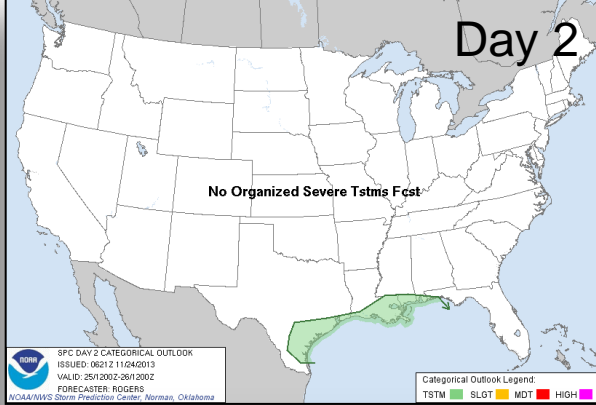 Day 2
No Organized Severe Tstms Fcst
NOAA
SPC DAY 2 CATEGORICAL OUTLOOK
ISSUED: 0621Z 11/24/2013
VALID: 25/1200Z-26/1200Z
FORECASTER: ROGERS
NOAA/NWS Storm Prediction Center, Norman, Oklahoma
Categorical Outlook Legend:
TSTM SLGT MDT HIGH